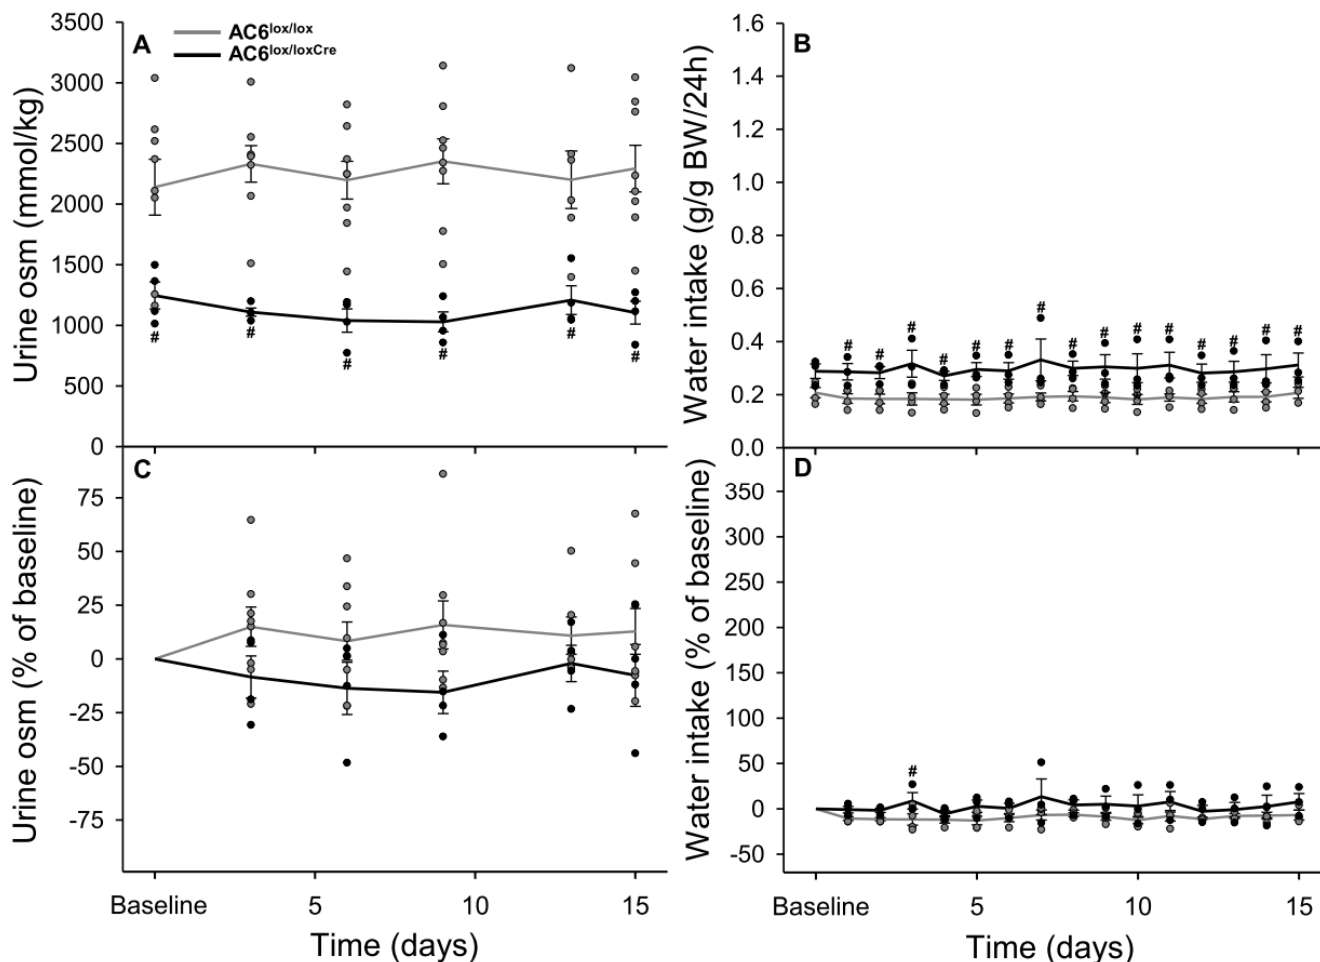 A
AC6lox/lox
AC6lox/loxCre
Urine osm (mmol/kg)
3500
3000
2500
2000
1500
1000
500
0
# # # # # #
B
Water intake (g/g BW/24h)
1.6
1.4
1.2
1.0
0.8
0.6
0.4
0.2
0.0
# # # # # # # # # # # # # # #
C
Urine osm (% of baseline)
75
50
25
0
-25
-50
-75
Baseline 5 10 15
Time (days)
D
Water intake (% of baseline)
350
300
250
200
150
100
50
0
-50
#
Baseline 5 10 15
Time (days)